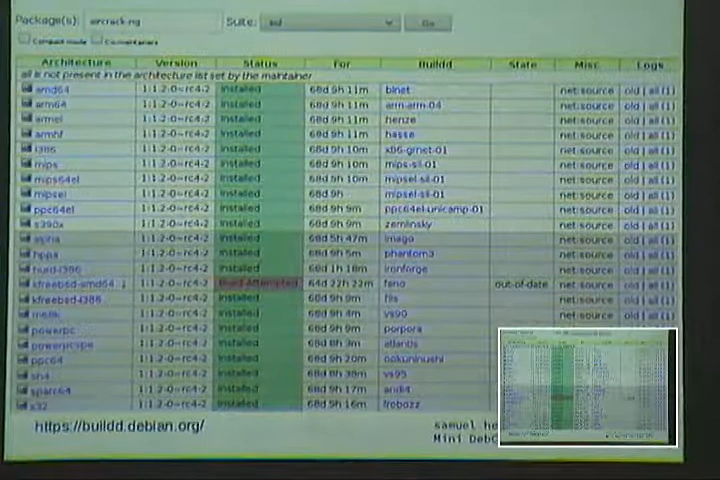 Package(s): aircrack-ng Suite: sid Go
Compact mode Co-maintainers
Architecture Version Status For Buildd State Misc Logs
all is not present in the architecture list set by the maintainer
amd64 1:1.2-0~rc4-2 Installed 68d 9h 11m binet net:source old | all (1)
arm64 1:1.2-0~rc4-2 Installed 68d 9h 11m arm-arm-04 net:source old | all (1)
armel 1:1.2-0~rc4-2 Installed 68d 9h 11m henze net:source old | all (1)
armhf 1:1.2-0~rc4-2 Installed 68d 9h 11m hasse net:source old | all (1)
i386 1:1.2-0~rc4-2 Installed 68d 9h 10m x86-grnet-01 net:source old | all (1)
mips 1:1.2-0~rc4-2 Installed 68d 9h 10m mips-sil-01 net:source old | all (1)
mips64el 1:1.2-0~rc4-2 Installed 68d 9h 10m mipsel-sil-01 net:source old | all (1)
mipsel 1:1.2-0~rc4-2 Installed 68d 9h mipsel-sil-01 net:source old | all (1)
ppc64el 1:1.2-0~rc4-2 Installed 68d 9h 9m ppc64el-unicamp-01 net:source old | all (1)
s390x 1:1.2-0~rc4-2 Installed 68d 9h 9m zemlinsky net:source old | all (1)
alpha 1:1.2-0~rc4-2 Installed 68d 5h 47m imago net:source old | all (1)
hppa 1:1.2-0~rc4-2 Installed 68d 9h 5m phantom net:source old | all (1)
hurd-i386 1:1.2-0~rc4-2 Installed 68d 1h 18m ironforge net:source old | all (1)
kfreebsd-amd64 1:1.2-0~rc4-2 Build-Attempted 64d 22h 22m fano out-of-date net:source old | all (1)
kfreebsd-i386 1:1.2-0~rc4-2 Installed 68d 9h 9m fils net:source old | all (1)
m68k 1:1.2-0~rc4-2 Installed 68d 9h 4m vs90 net:source old | all (1)
powerpc 1:1.2-0~rc4-2 Installed 68d 9h 9m porpora
powerpcspe 1:1.2-0~rc4-2 Installed 68d 8h 3m atlantis
ppc64 1:1.2-0~rc4-2 Installed 68d 9h 20m ookuninushi
sh4 1:1.2-0~rc4-2 Installed 68d 8h 38m vs95
sparc64 1:1.2-0~rc4-2 Installed 68d 9h 17m andi4
x32 1:1.2-0~rc4-2 Installed 68d 9h 16m frobozz
https://buildd.debian.org/ samuel he
Mini DebC